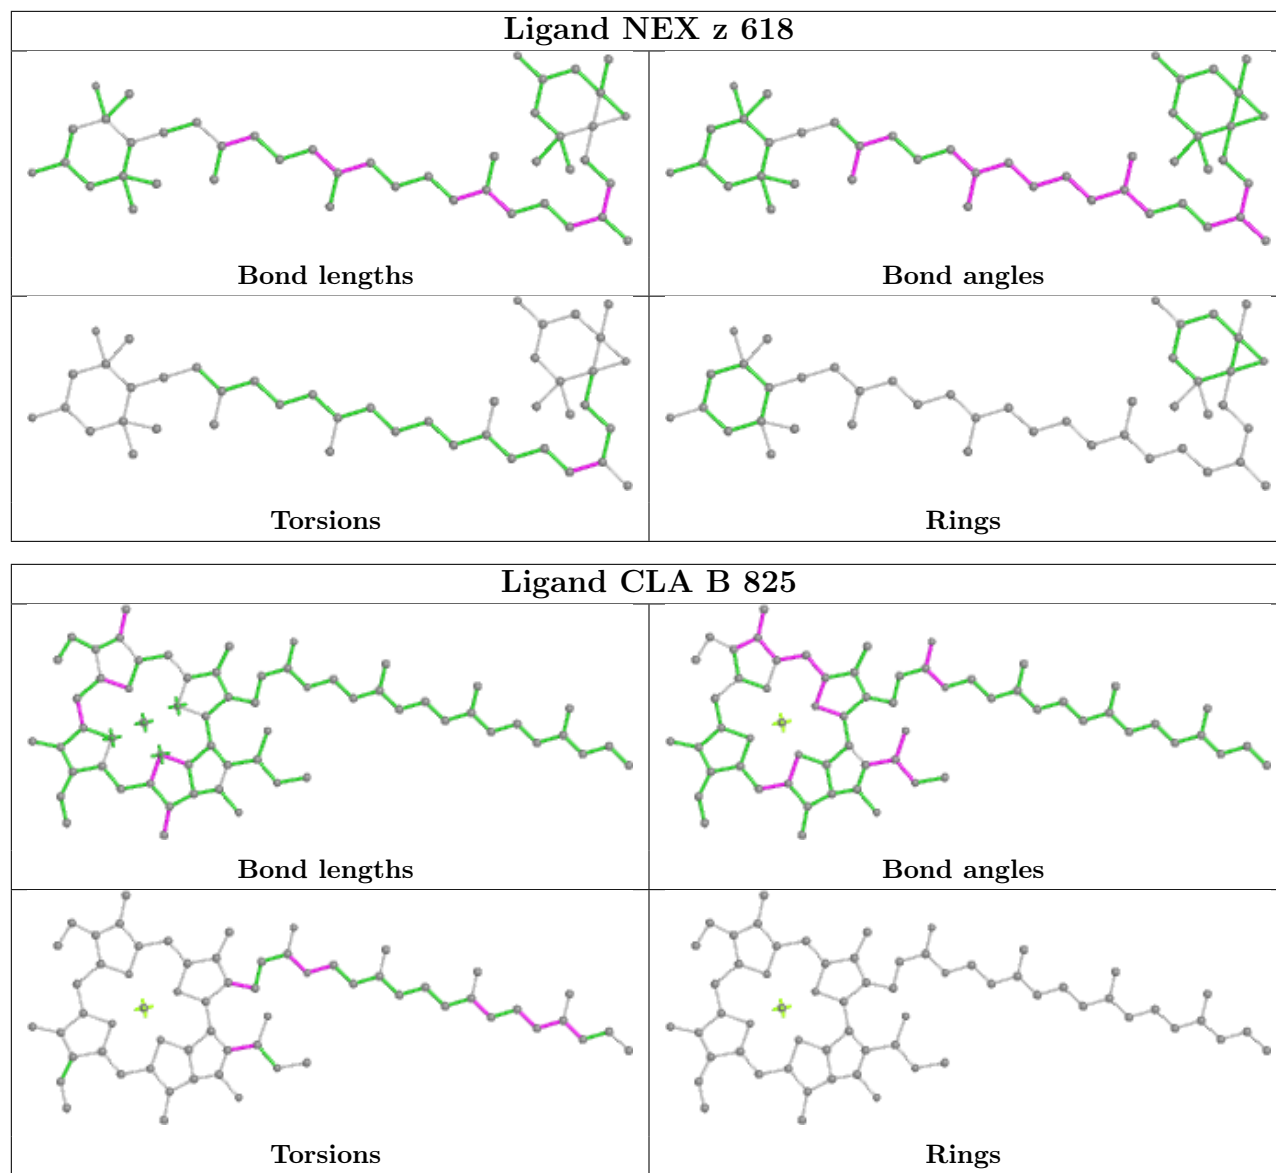 Ligand NEX z 618
Bond lengths
Bond angles
Torsions
Rings
Ligand CLA B 825
Bond lengths
Bond angles
Torsions
Rings